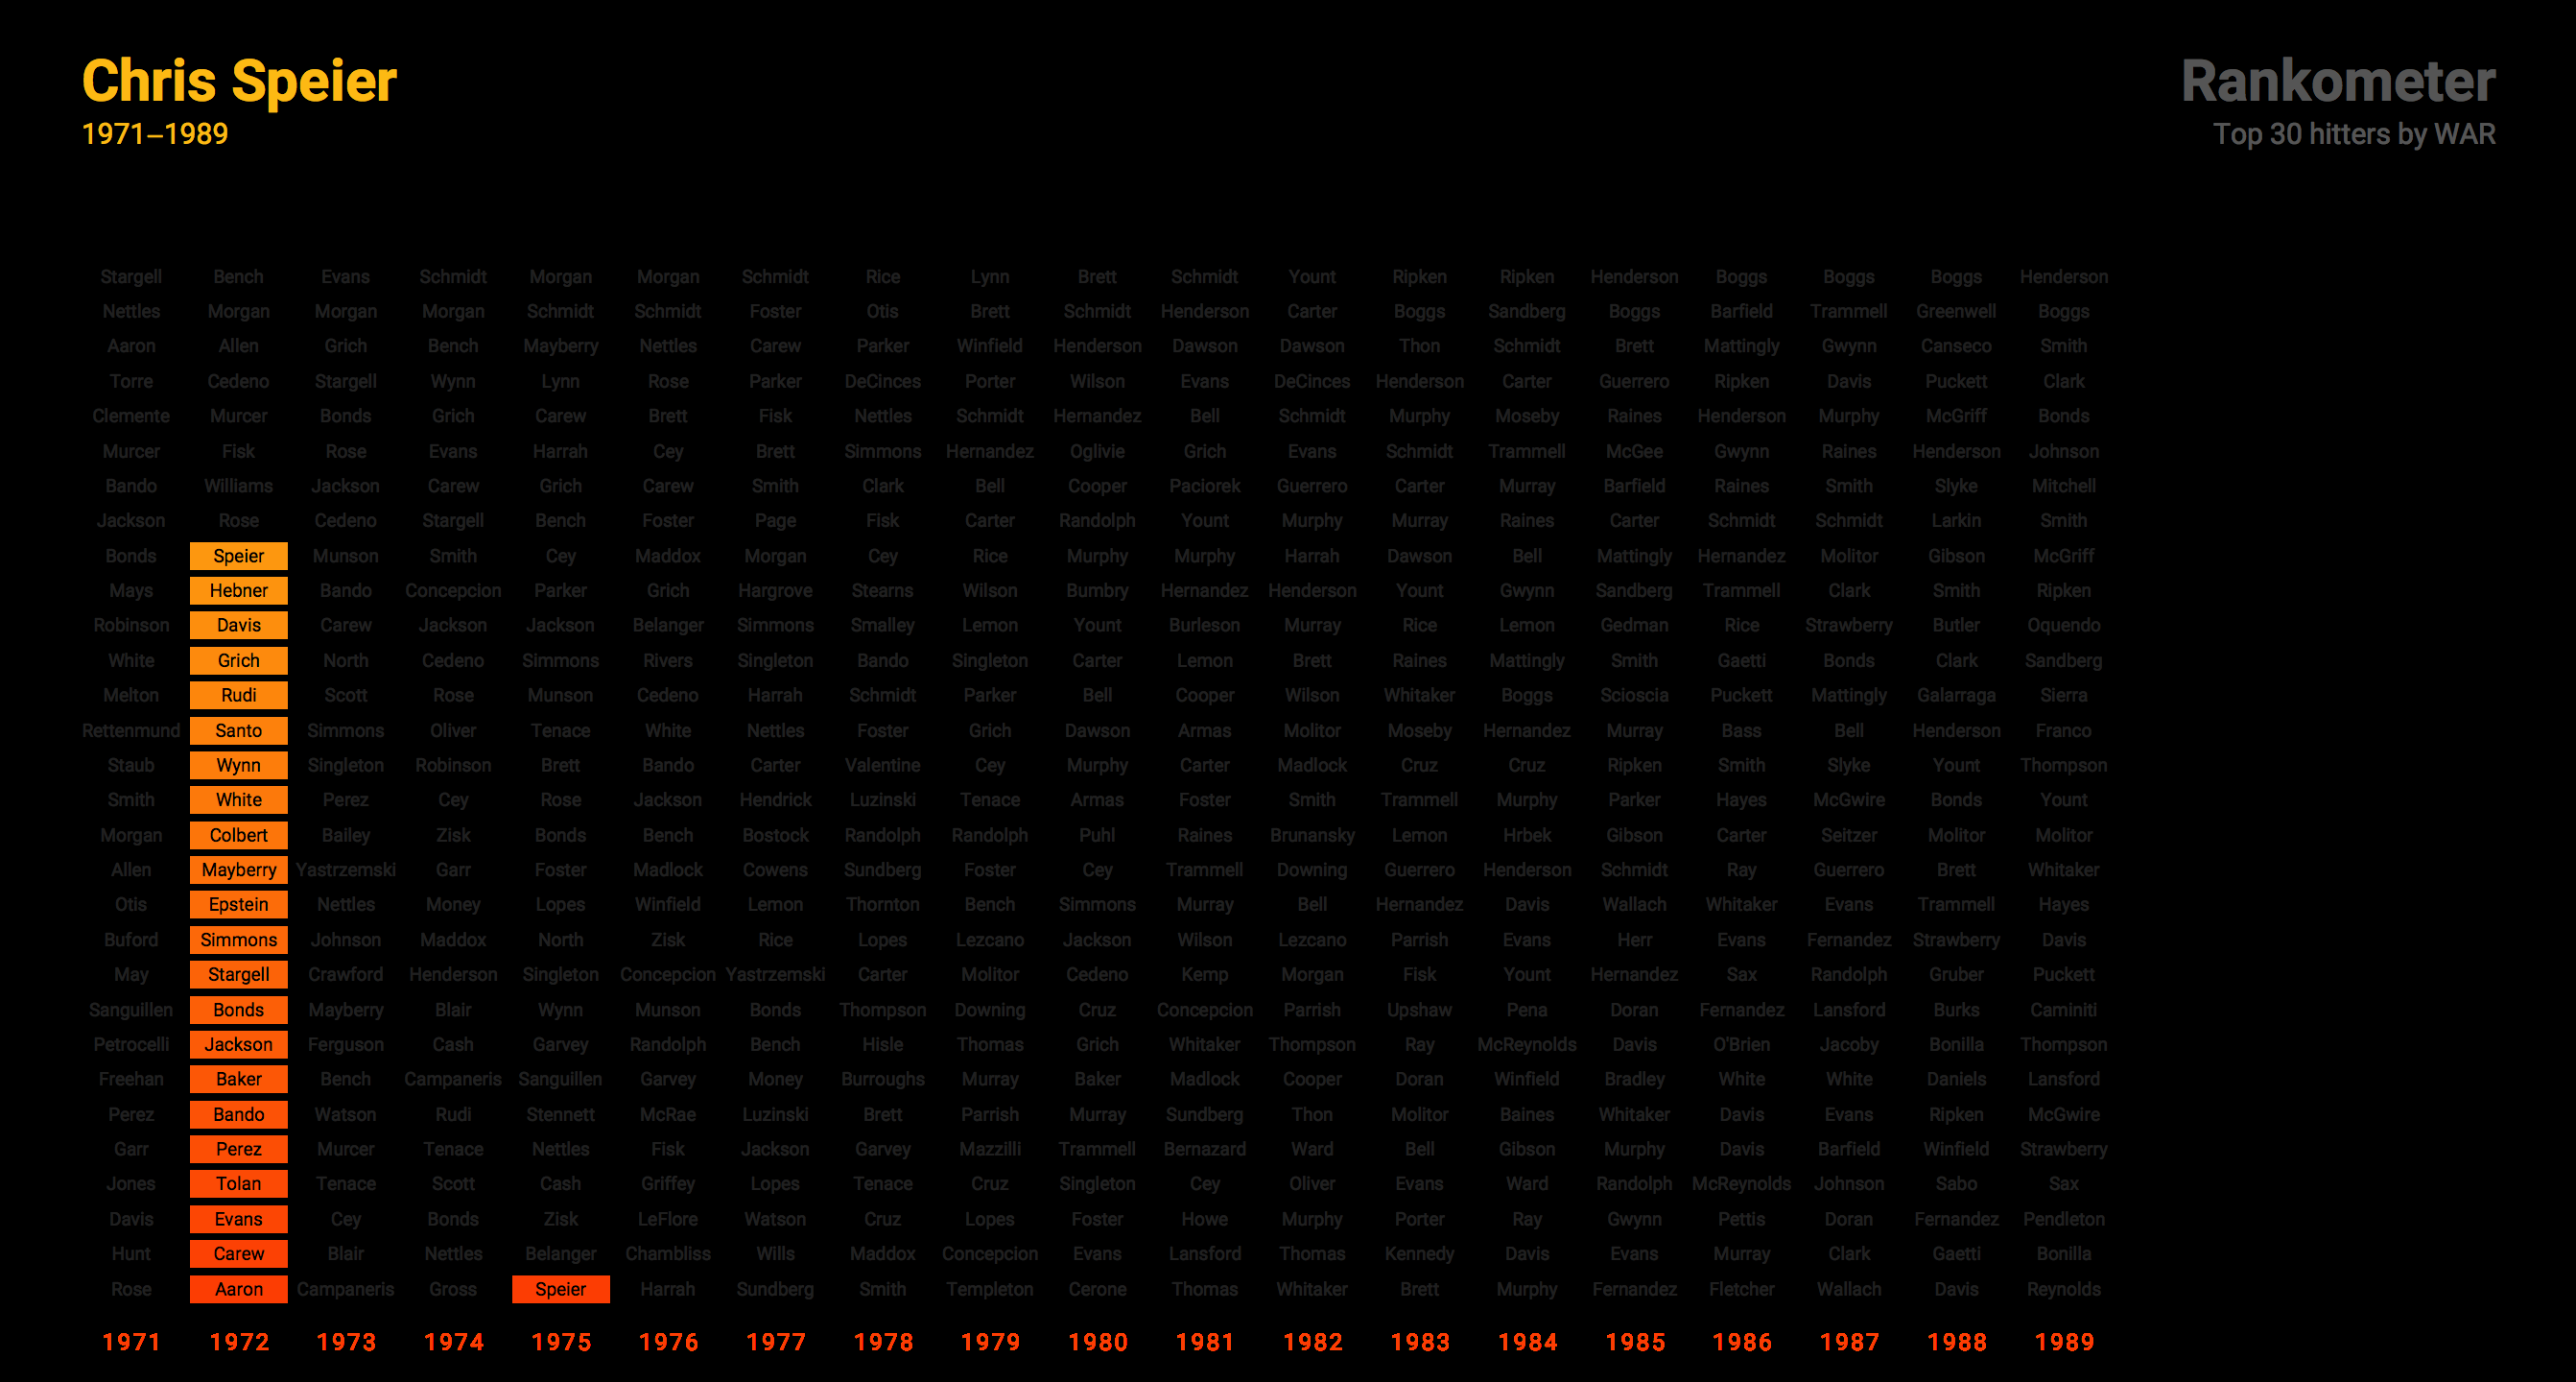 Chris Speier
1971–1989
Rankometer
Top 30 hitters by WAR
Stargell Bench Evans Schmidt Morgan Morgan Schmidt Rice Lynn Brett Schmidt Yount Ripken Ripken Henderson Boggs Boggs Boggs Henderson
Nettles Morgan Morgan Morgan Schmidt Schmidt Foster Otis Brett Schmidt Henderson Carter Boggs Sandberg Boggs Barfield Trammell Greenwell Boggs
Aaron Allen Grich Bench Mayberry Nettles Carew Parker Winfield Henderson Dawson Dawson Thon Schmidt Brett Mattingly Gwynn Canseco Smith
Torre Cedeno Stargell Wynn Lynn Rose Parker DeCinces Porter Wilson Evans DeCinces Henderson Carter Guerrero Ripken Davis Puckett Clark
Clemente Murcer Bonds Grich Carew Brett Fisk Nettles Schmidt Hernandez Bell Schmidt Murphy Moseby Raines Henderson Murphy McGriff Bonds
Murcer Fisk Rose Evans Harrah Cey Brett Simmons Hernandez Oglivie Grich Evans Schmidt Trammell McGee Gwynn Raines Henderson Johnson
Bando Williams Jackson Carew Grich Carew Smith Clark Bell Cooper Paciorek Guerrero Carter Murray Barfield Raines Smith Slyke Mitchell
Jackson Rose Cedeno Stargell Bench Foster Page Fisk Carter Randolph Yount Murphy Murray Raines Carter Schmidt Schmidt Larkin Smith
Bonds Speier Munson Smith Cey Maddox Morgan Cey Rice Murphy Murphy Harrah Dawson Bell Mattingly Hernandez Molitor Gibson McGriff
Mays Hebner Bando Concepcion Parker Grich Hargrove Stearns Wilson Bumbry Hernandez Henderson Yount Gwynn Sandberg Trammell Clark Smith Ripken
Robinson Davis Carew Jackson Jackson Belanger Simmons Smalley Lemon Yount Burleson Murray Rice Lemon Gedman Rice Strawberry Butler Oquendo
White Grich North Cedeno Simmons Rivers Singleton Bando Singleton Carter Lemon Brett Raines Mattingly Smith Gaetti Bonds Clark Sandberg
Melton Rudi Scott Rose Munson Cedeno Harrah Schmidt Parker Bell Cooper Wilson Whitaker Boggs Scioscia Puckett Mattingly Galarraga Sierra
Rettenmund Santo Simmons Oliver Tenace White Nettles Foster Grich Dawson Armas Molitor Moseby Hernandez Murray Bass Bell Henderson Franco
Staub Wynn Singleton Robinson Brett Bando Carter Valentine Cey Murphy Carter Madlock Cruz Cruz Ripken Smith Slyke Yount Thompson
Smith White Perez Cey Rose Jackson Hendrick Luzinski Tenace Armas Foster Smith Trammell Murphy Parker Hayes McGwire Bonds Yount
Morgan Colbert Bailey Zisk Bonds Bench Bostock Randolph Randolph Puhl Raines Brunansky Lemon Hrbek Gibson Carter Seitzer Molitor Molitor
Allen Mayberry Yastrzemski Garr Foster Madlock Cowens Sundberg Foster Cey Trammell Downing Guerrero Henderson Schmidt Ray Guerrero Brett Whitaker
Otis Epstein Nettles Money Lopes Winfield Lemon Thornton Bench Simmons Murray Bell Hernandez Davis Wallach Whitaker Evans Trammell Hayes
Buford Simmons Johnson Maddox North Zisk Rice Lopes Lezcano Jackson Wilson Lezcano Parrish Evans Herr Evans Fernandez Strawberry Davis
May Stargell Crawford Henderson Singleton Concepcion Yastrzemski Carter Molitor Cedeno Kemp Morgan Fisk Yount Hernandez Sax Randolph Gruber Puckett
Sanguillen Bonds Mayberry Blair Wynn Munson Bonds Thompson Downing Cruz Concepcion Parrish Upshaw Pena Doran Fernandez Lansford Burks Caminiti
Petrocelli Jackson Ferguson Cash Garvey Randolph Bench Hisle Thomas Grich Whitaker Thompson Ray McReynolds Davis O'Brien Jacoby Bonilla Thompson
Freehan Baker Bench Campaneris Sanguillen Garvey Money Burroughs Murray Baker Madlock Cooper Doran Winfield Bradley White White Daniels Lansford
Perez Bando Watson Rudi Stennett McRae Luzinski Brett Parrish Murray Sundberg Thon Molitor Baines Whitaker Davis Evans Ripken McGwire
Garr Perez Murcer Tenace Nettles Fisk Jackson Garvey Mazzilli Trammell Bernazard Ward Bell Gibson Murphy Davis Barfield Winfield Strawberry
Jones Tolan Tenace Scott Cash Griffey Lopes Tenace Cruz Singleton Cey Oliver Evans Ward Randolph McReynolds Johnson Sabo Sax
Davis Evans Cey Bonds Zisk LeFlore Watson Cruz Lopes Foster Howe Murphy Porter Ray Gwynn Pettis Doran Fernandez Pendleton
Hunt Carew Blair Nettles Belanger Chambliss Wills Maddox Concepcion Evans Lansford Thomas Kennedy Davis Evans Murray Clark Gaetti Bonilla
Rose Aaron Campaneris Gross Speier Harrah Sundberg Smith Templeton Cerone Thomas Whitaker Brett Murphy Fernandez Fletcher Wallach Davis Reynolds
1971 1972 1973 1974 1975 1976 1977 1978 1979 1980 1981 1982 1983 1984 1985 1986 1987 1988 1989